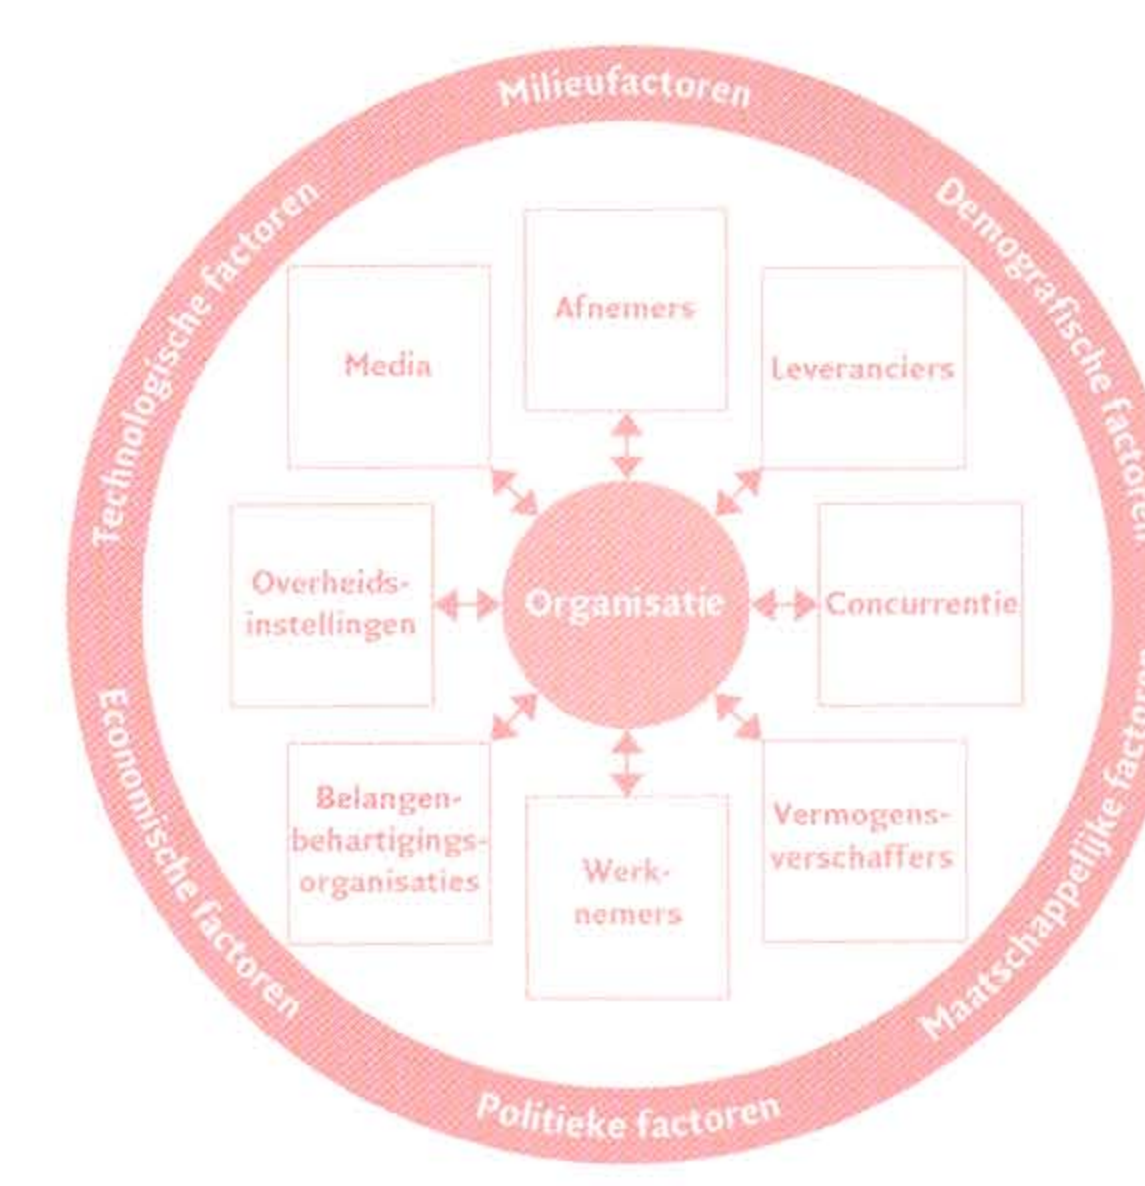 Milieufactoren
Demografische factoren
Technologische factoren
Afnemers
Media
Leveranciers
Overheids-
instellingen
Organisatie
Concurrentie
Belangen-
behartigings-
organisaties
Werk-
nemers
Vermogens-
verschaffers
Economische factoren
Maatschappelijke factoren
Politieke factoren